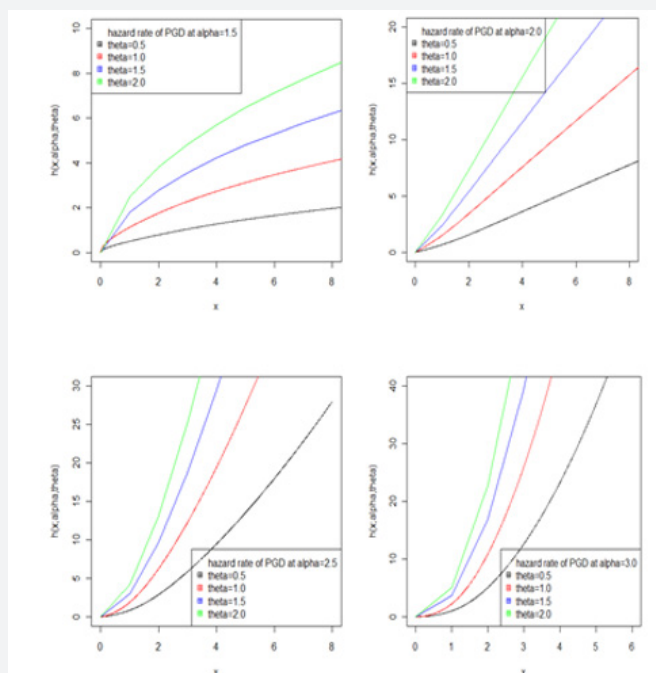 hazard rate of PGD at alpha=1.5
theta=0.5
theta=1.0
theta=1.5
theta=2.0
h(x,alpha,theta)
0 2 4 6 8 10
0 2 4 6 8
x
hazard rate of PGD at alpha=2.0
theta=0.5
theta=1.0
theta=1.5
theta=2.0
h(x,alpha,theta)
0 5 10 15 20
0 2 4 6 8
x
hazard rate of PGD at alpha=2.5
theta=0.5
theta=1.0
theta=1.5
theta=2.0
h(x,alpha,theta)
0 5 10 15 20 25 30
0 2 4 6 8
x
hazard rate of PGD at alpha=3.0
theta=0.5
theta=1.0
theta=1.5
theta=2.0
h(x,alpha,theta)
0 10 20 30 40
0 1 2 3 4 5 6
x